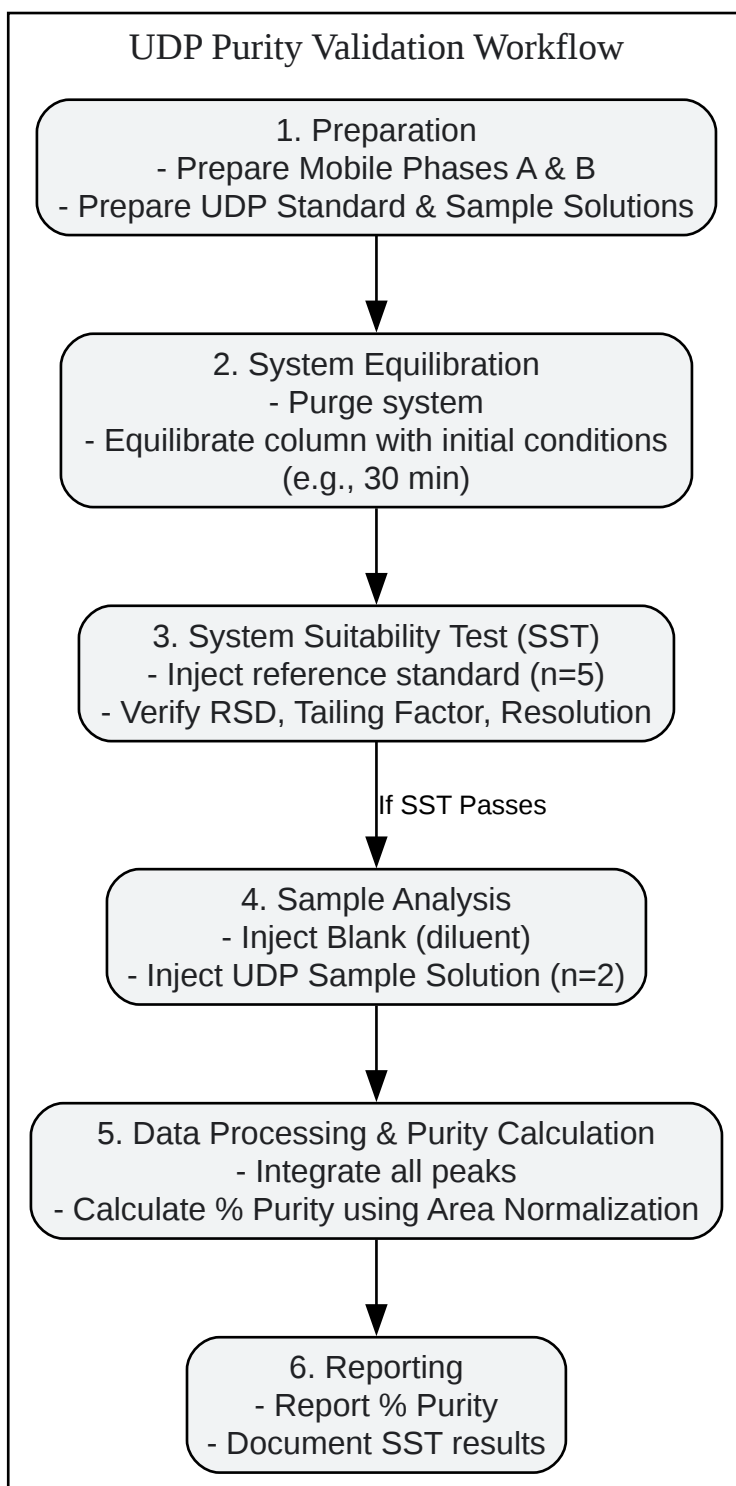 UDP Purity Validation Workflow
1. Preparation
- Prepare Mobile Phases A & B
- Prepare UDP Standard & Sample Solutions
2. System Equilibration
- Purge system
- Equilibrate column with initial conditions
(e.g., 30 min)
3. System Suitability Test (SST)
- Inject reference standard (n=5)
- Verify RSD, Tailing Factor, Resolution
If SST Passes
4. Sample Analysis
- Inject Blank (diluent)
- Inject UDP Sample Solution (n=2)
5. Data Processing & Purity Calculation
- Integrate all peaks
- Calculate % Purity using Area Normalization
6. Reporting
- Report % Purity
- Document SST results